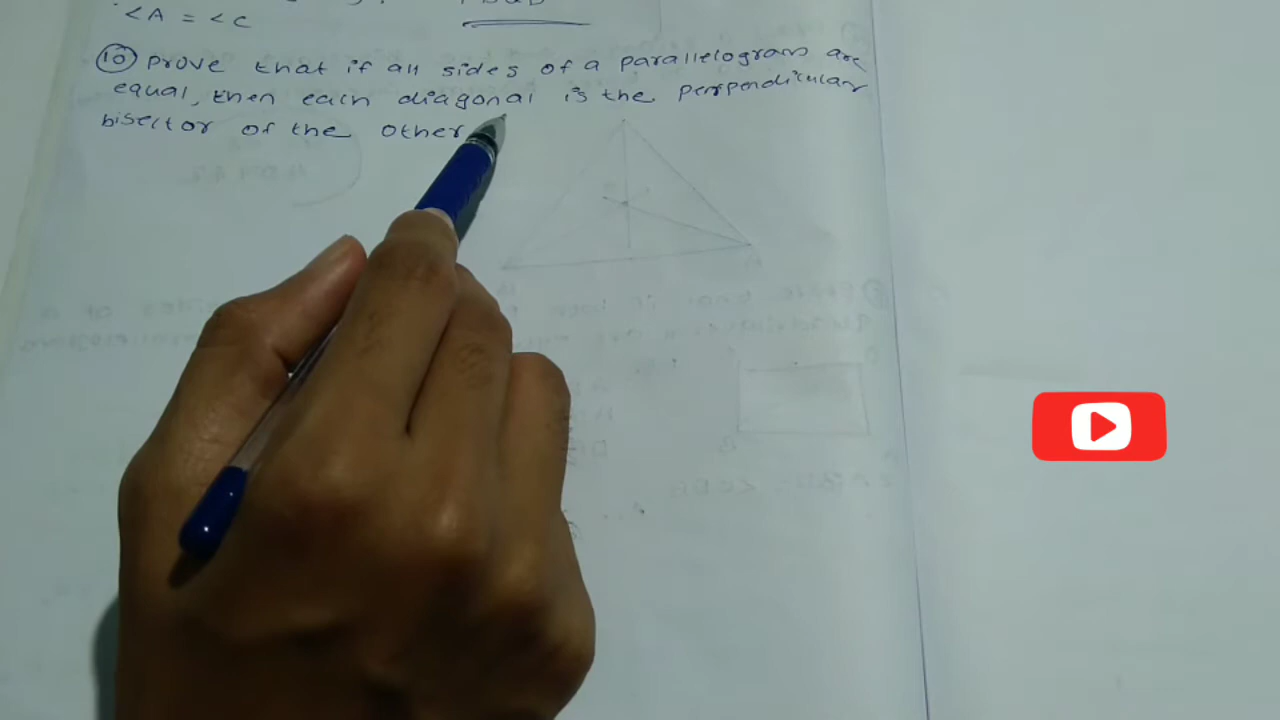 <A = <C
(10) Prove that if all sides of a parallelogram are
equal, then each diagonal is the perpendicular
bisector of the other